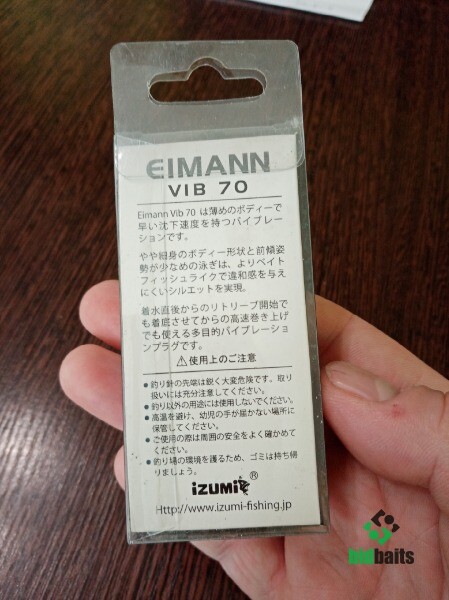 EIMANN
VIB 70
Eimann Vib 70 は薄めのボディーで
早い沈下速度を持つバイブレー
ションです。
やや細身のボディー形状と前傾姿
勢が少なめの泳ぎは、よりベイト
フィッシュライクで違和感を与え
にくいシルエットを実現。
着水直後からのリトリーブ開始で
も着底させてからの高速巻き上げ
でも使える多目的バイブレーショ
ンプラグです。
⚠使用上のご注意
●釣り針の先端は鋭く大変危険です。取り
扱いには充分注意してください。
●釣り以外の用途には使用しないでください。
●高温を避け、幼児の手が届かない場所に
保管してください。
●ご使用の際は周囲の安全をよく確かめて
ください。
●釣り場の環境を護るため、ゴミは持ち帰
りましょう。
iZUMi ®
Http://www.izumi-fishing.jp
bidbaits